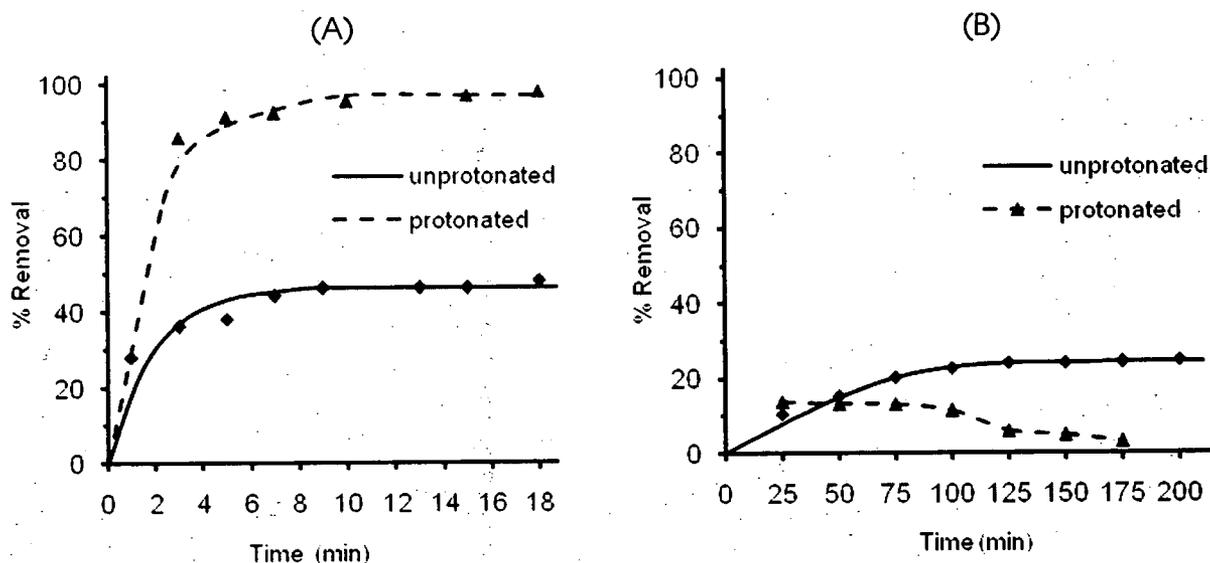 (A)
% Removal
100
80
60
40
20
0
unprotonated
protonated
0 2 4 6 8 10 12 14 16 18
Time (min)
(B)
% Removal
100
80
60
40
20
0
unprotonated
protonated
0 25 50 75 100 125 150 175 200
Time (min)